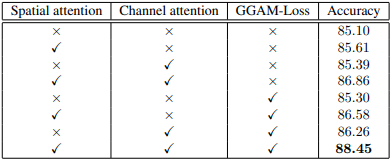 Spatial attention Channel attention GGAM-Loss Accuracy
× × × 85.10
✓ × × 85.61
× ✓ × 85.39
✓ ✓ × 86.86
× × ✓ 85.30
✓ × ✓ 86.58
× ✓ ✓ 86.26
✓ ✓ ✓ 88.45